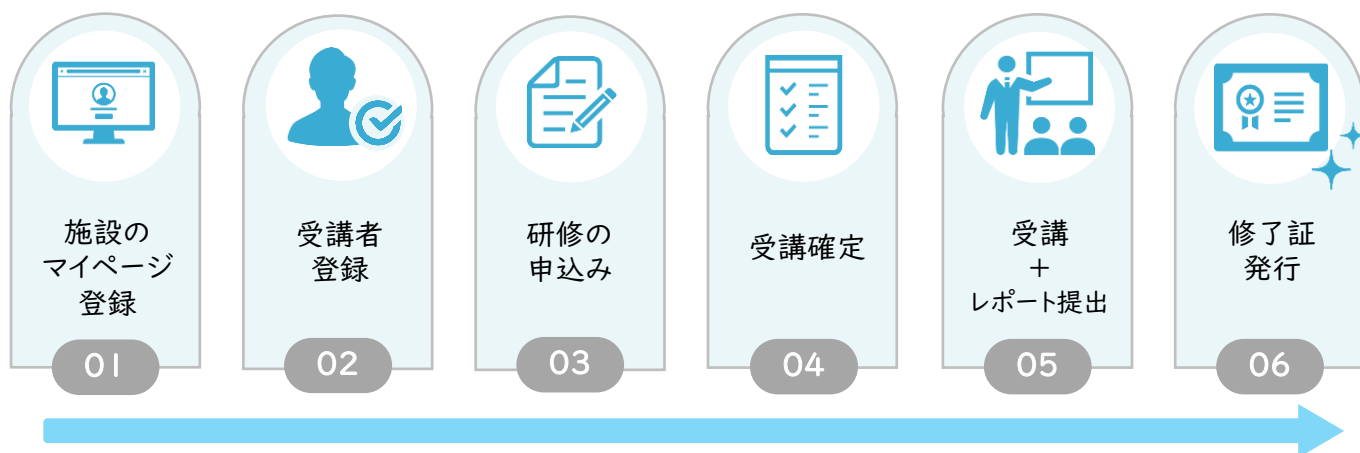 施設の
マイページ
登録
01
受講者
登録
02
研修の
申込み
03
受講確定
04
受講
+
レポート提出
05
修了証
発行
06